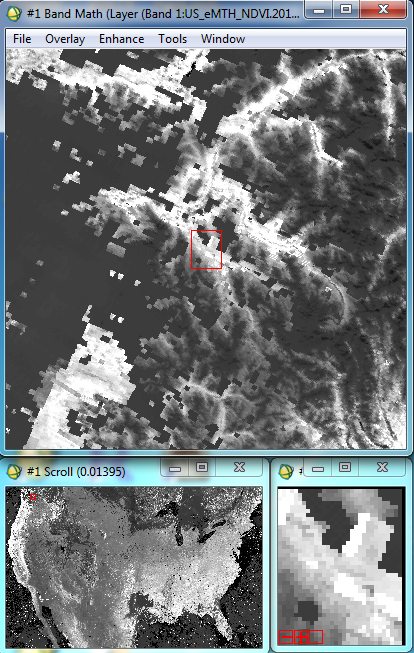 #1 Band Math (Layer (Band 1:US_eMTH_NDVI.201...
File Overlay Enhance Tools Window
#1 Scroll (0.01395)